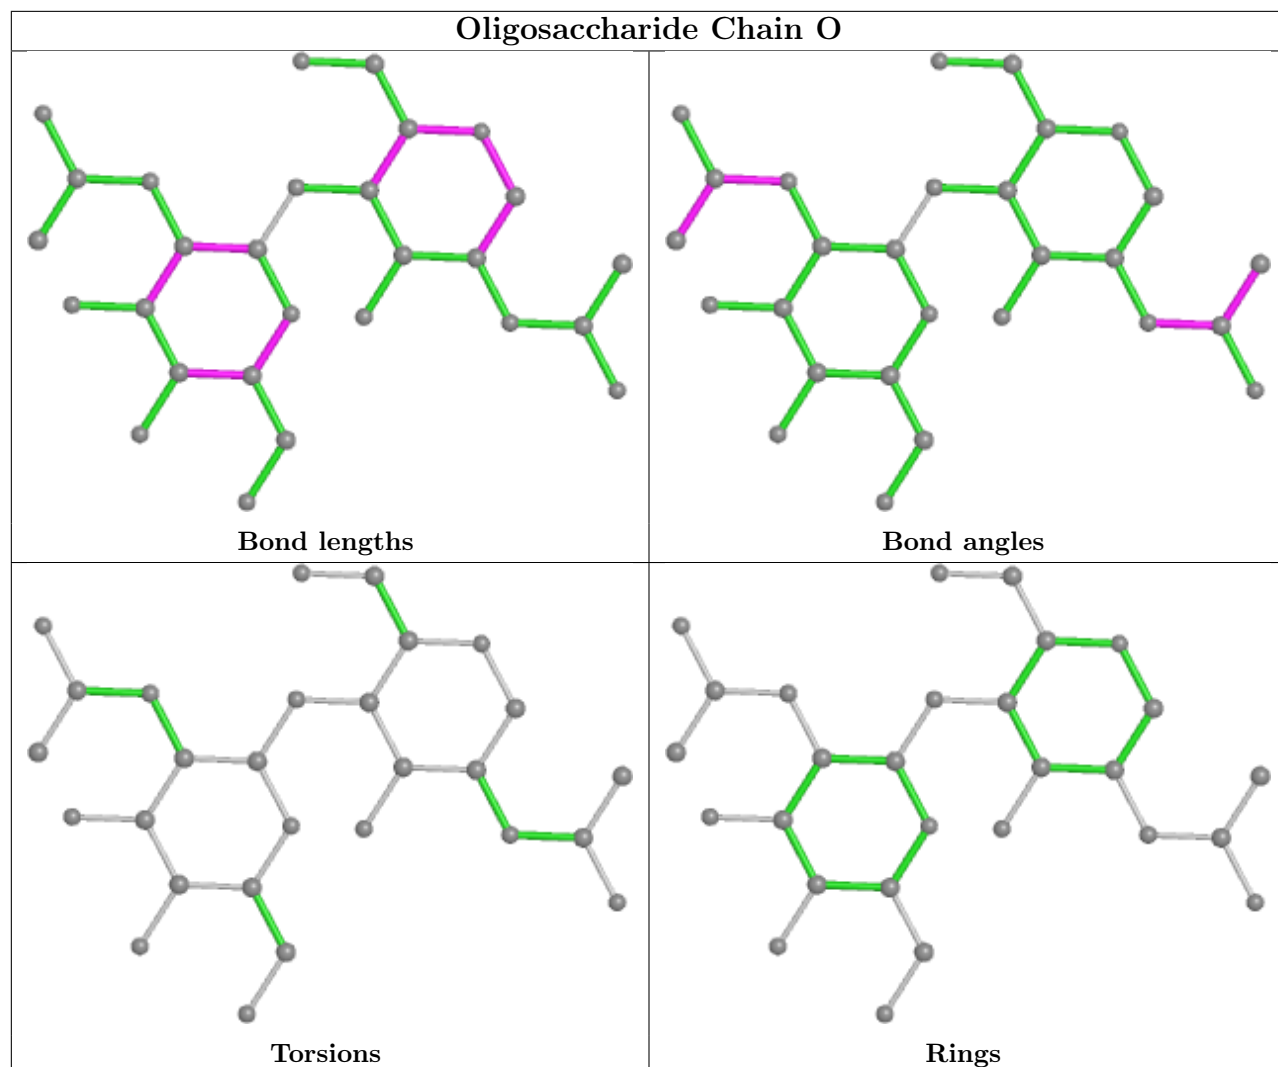 Oligosaccharide Chain O
Bond lengths
Bond angles
Torsions
Rings